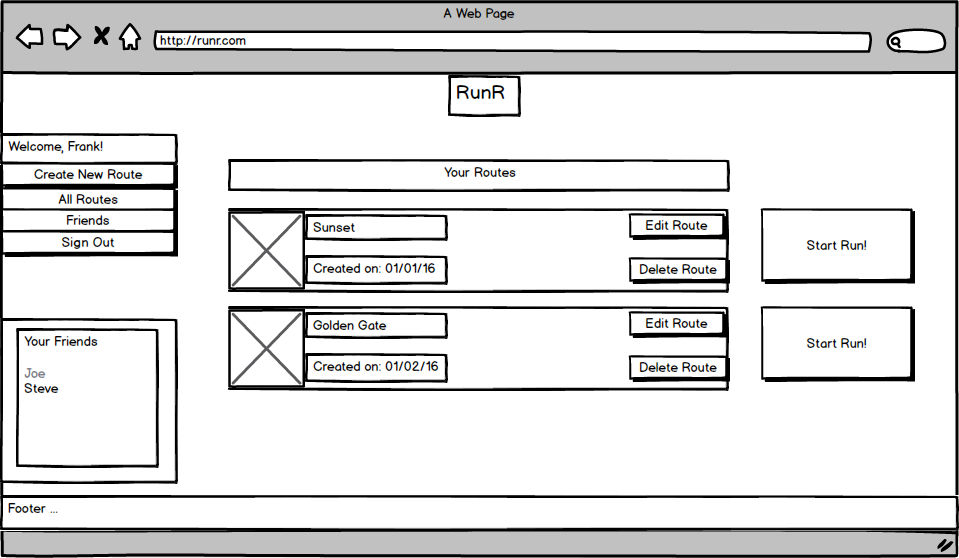 A Web Page
http://runr.com
RunR
Welcome, Frank!
Create New Route
All Routes
Friends
Sign Out
Your Friends
Joe
Steve
Your Routes
Sunset
Created on: 01/01/16
Edit Route
Delete Route
Start Run!
Golden Gate
Created on: 01/02/16
Edit Route
Delete Route
Start Run!
Footer ...